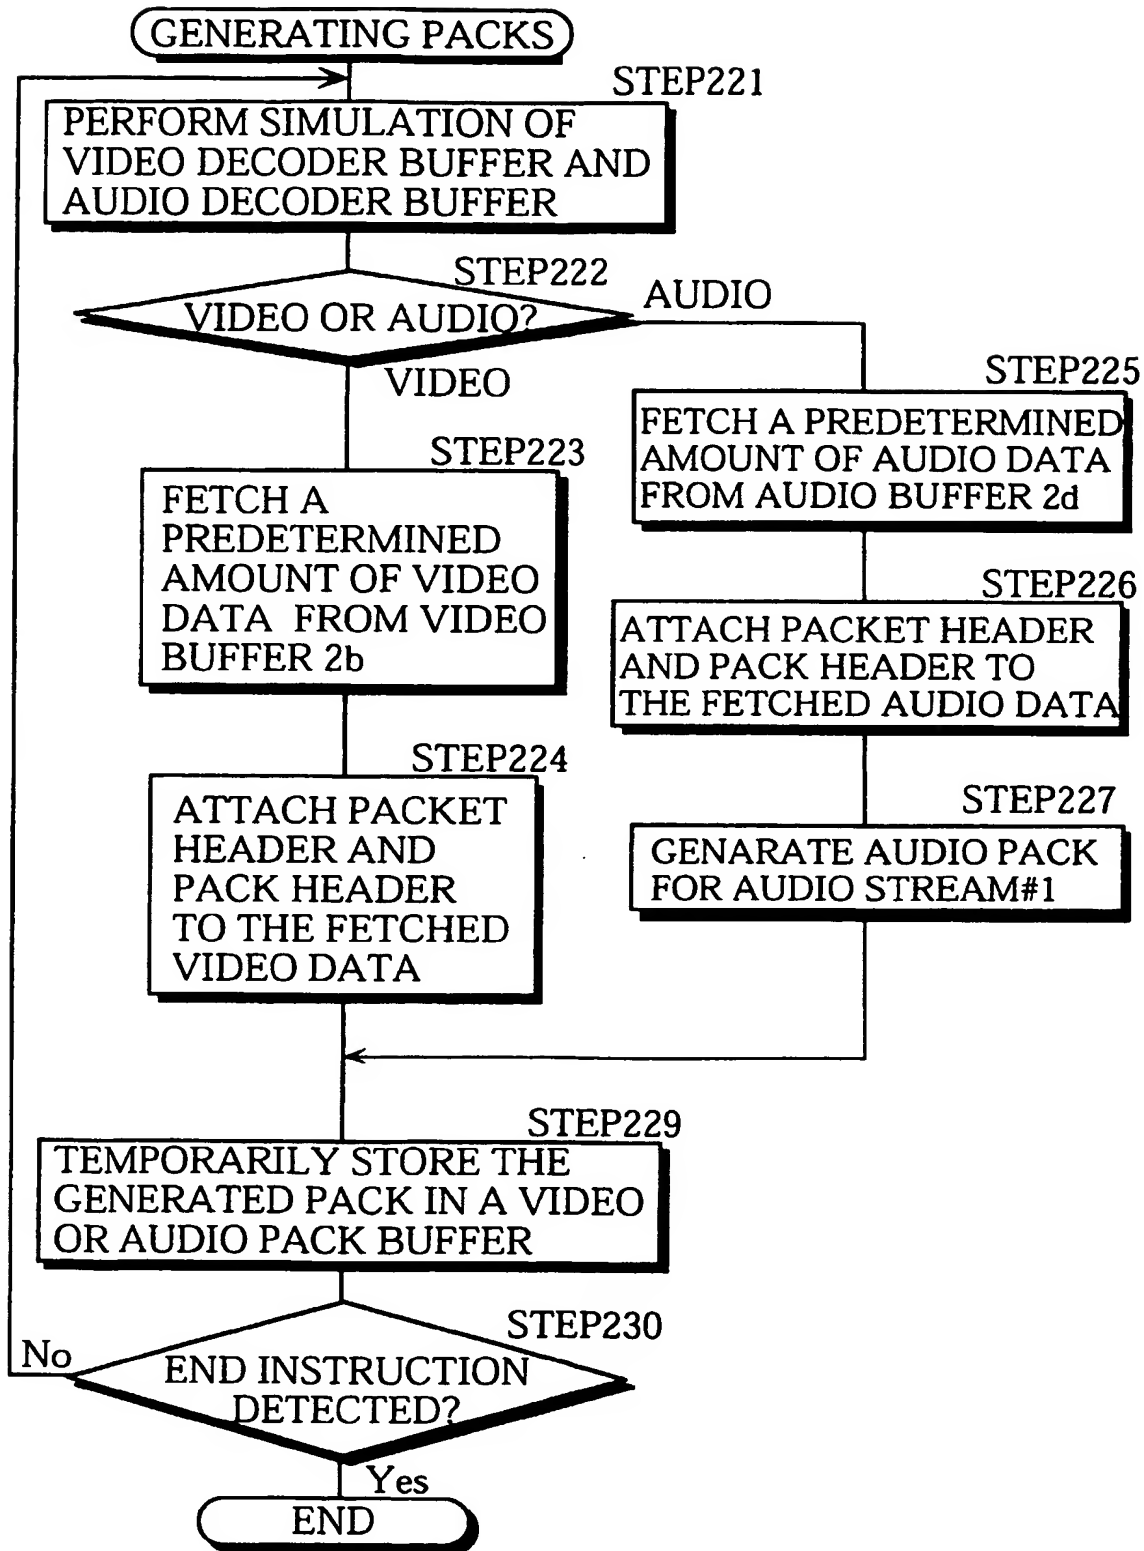 GENERATING PACKS
STEP221
PERFORM SIMULATION OF
VIDEO DECODER BUFFER AND
AUDIO DECODER BUFFER
STEP222
VIDEO OR AUDIO?
AUDIO
VIDEO
STEP223
FETCH A
PREDETERMINED
AMOUNT OF VIDEO
DATA FROM VIDEO
BUFFER 2b
STEP224
ATTACH PACKET
HEADER AND
PACK HEADER
TO THE FETCHED
VIDEO DATA
STEP225
FETCH A PREDETERMINED
AMOUNT OF AUDIO DATA
FROM AUDIO BUFFER 2d
STEP226
ATTACH PACKET HEADER
AND PACK HEADER TO
THE FETCHED AUDIO DATA
STEP227
GENARATE AUDIO PACK
FOR AUDIO STREAM#1
STEP229
TEMPORARILY STORE THE
GENERATED PACK IN A VIDEO
OR AUDIO PACK BUFFER
STEP230
END INSTRUCTION
DETECTED?
No
Yes
END